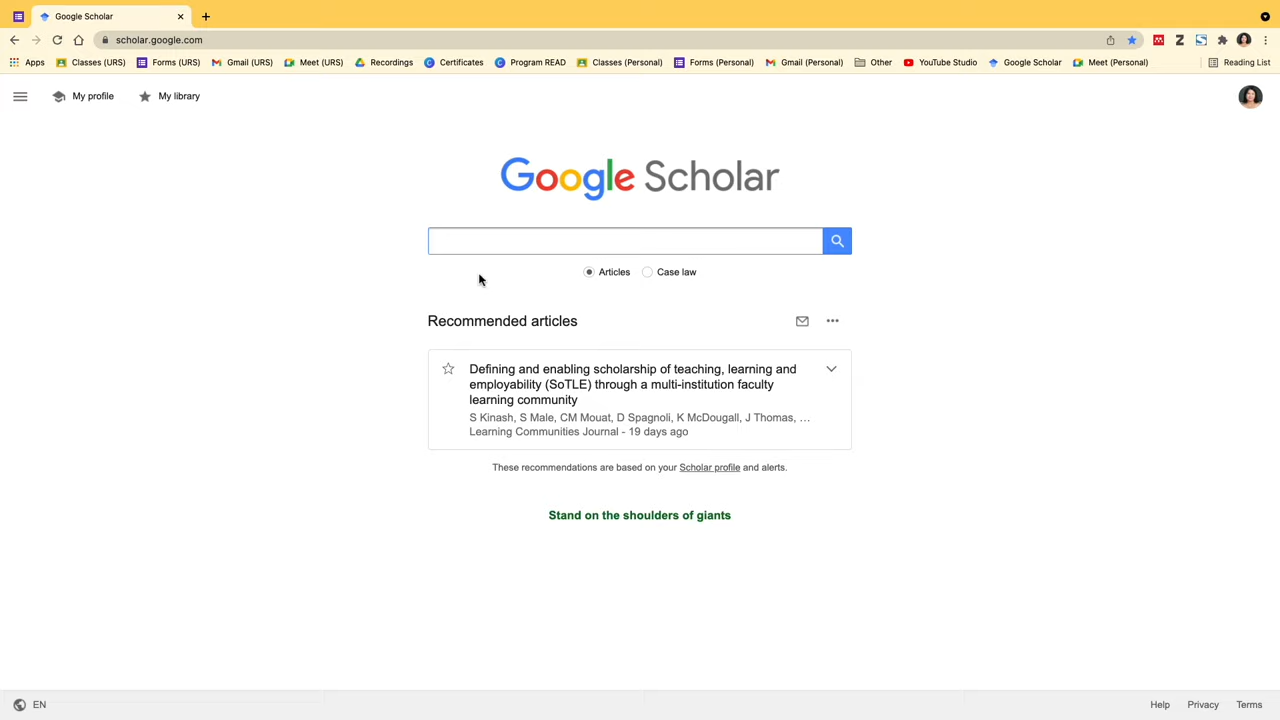 Google Scholar
scholar.google.com
Apps Classes (URS) Forms (URS) Gmail (URS) Meet (URS) Recordings Certificates Program READ Classes (Personal) Forms (Personal) Gmail (Personal) Other YouTube Studio Google Scholar Meet (Personal) Reading List
My profile My library
Google Scholar
Articles Case law
Recommended articles
Defining and enabling scholarship of teaching, learning and
employability (SoTLE) through a multi-institution faculty
learning community
S Kinash, S Male, CM Mouat, D Spagnoli, K McDougall, J Thomas, …
Learning Communities Journal - 19 days ago
These recommendations are based on your Scholar profile and alerts.
Stand on the shoulders of giants
EN Help Privacy Terms